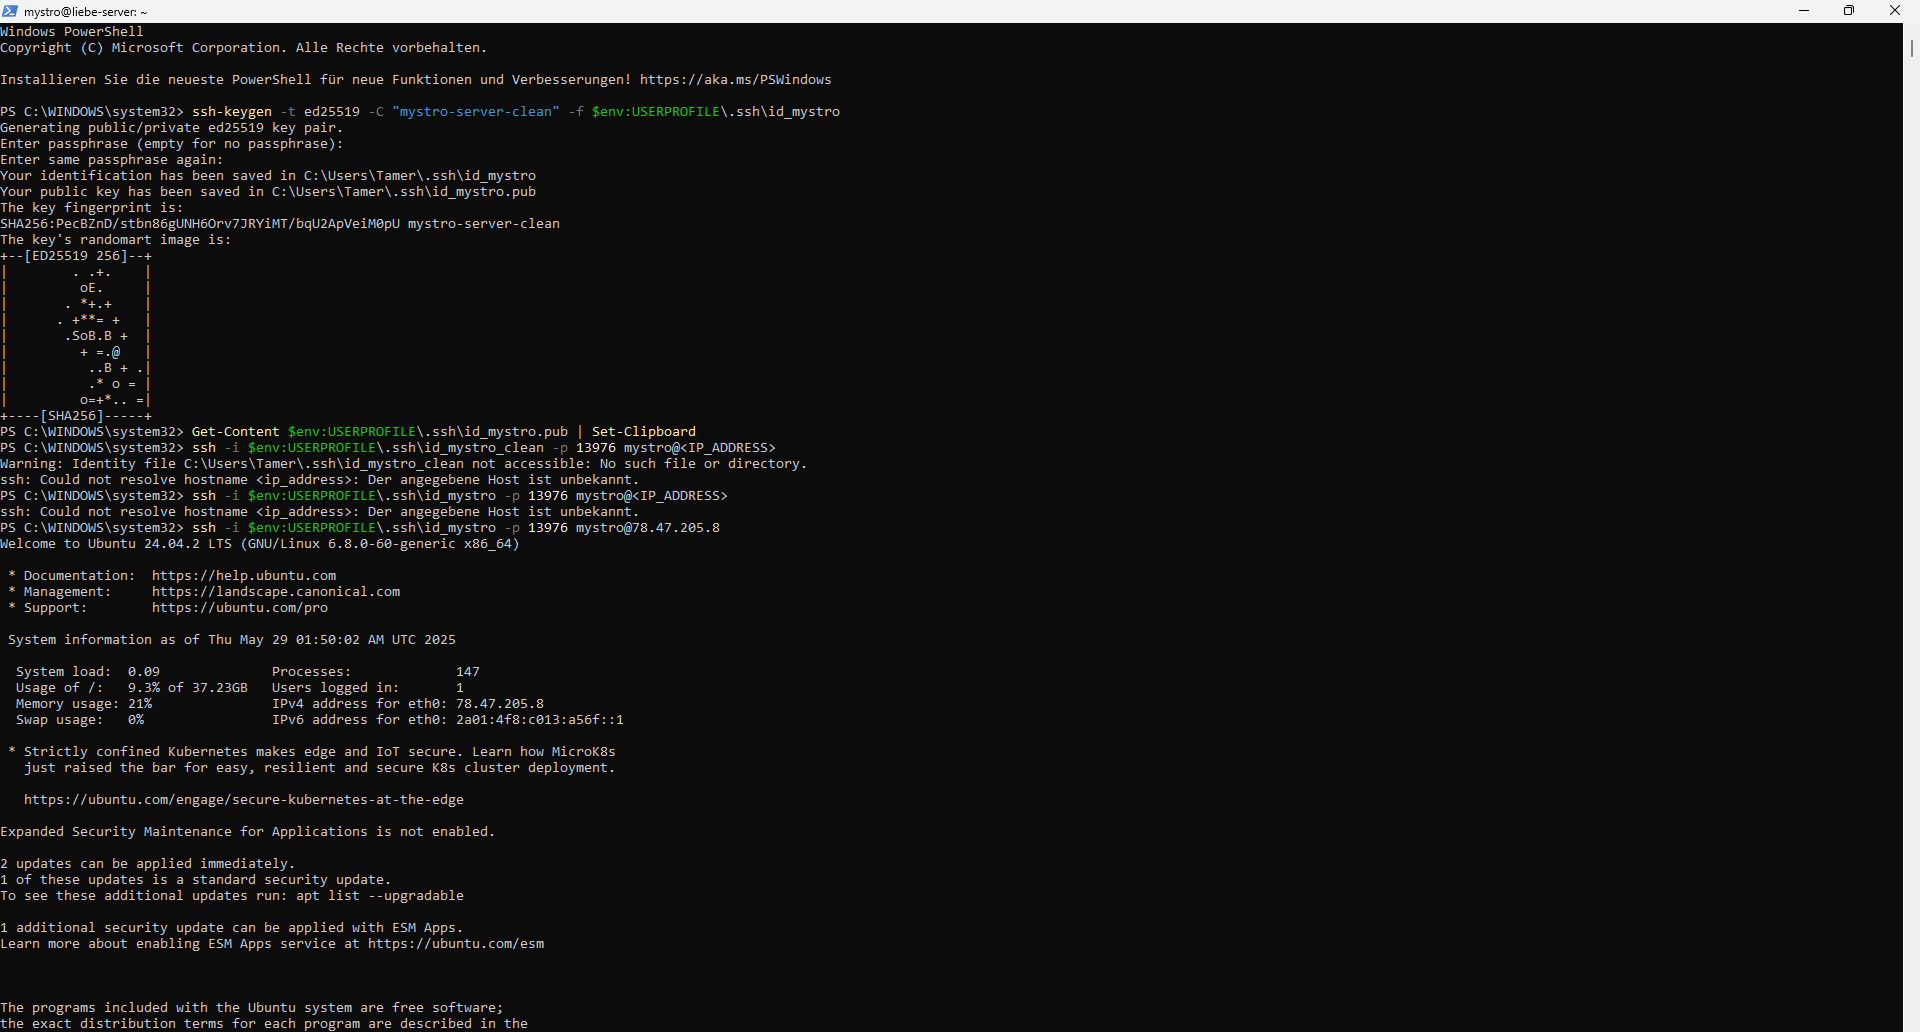 mystro@liebe-server: ~
Windows PowerShell
Copyright (C) Microsoft Corporation. Alle Rechte vorbehalten.
Installieren Sie die neueste PowerShell für neue Funktionen und Verbesserungen! https://aka.ms/PSWindows
PS C:\WINDOWS\system32> ssh-keygen -t ed25519 -C "mystro-server-clean" -f $env:USERPROFILE\.ssh\id_mystro
Generating public/private ed25519 key pair.
Enter passphrase (empty for no passphrase):
Enter same passphrase again:
Your identification has been saved in C:\Users\Tamer\.ssh\id_mystro
Your public key has been saved in C:\Users\Tamer\.ssh\id_mystro.pub
The key fingerprint is:
SHA256:PecBZnD/stbn86gUNH6Orv7JRYiMT/bqU2ApVeiM0pU mystro-server-clean
The key's randomart image is:
+--[ED25519 256]--+
|        . .+.    |
|         oE.     |
|       . *+.+    |
|      . +**= +   |
|       .SoB.B +  |
|         + =.@   |
|          ..B + .|
|          .* o = |
|         o=+*.. =|
+----[SHA256]-----+
PS C:\WINDOWS\system32> Get-Content $env:USERPROFILE\.ssh\id_mystro.pub | Set-Clipboard
PS C:\WINDOWS\system32> ssh -i $env:USERPROFILE\.ssh\id_mystro_clean -p 13976 mystro@<IP_ADDRESS>
Warning: Identity file C:\Users\Tamer\.ssh\id_mystro_clean not accessible: No such file or directory.
ssh: Could not resolve hostname <ip_address>: Der angegebene Host ist unbekannt.
PS C:\WINDOWS\system32> ssh -i $env:USERPROFILE\.ssh\id_mystro -p 13976 mystro@<IP_ADDRESS>
ssh: Could not resolve hostname <ip_address>: Der angegebene Host ist unbekannt.
PS C:\WINDOWS\system32> ssh -i $env:USERPROFILE\.ssh\id_mystro -p 13976 mystro@78.47.205.8
Welcome to Ubuntu 24.04.2 LTS (GNU/Linux 6.8.0-60-generic x86_64)
 * Documentation:  https://help.ubuntu.com
 * Management:     https://landscape.canonical.com
 * Support:        https://ubuntu.com/pro
 System information as of Thu May 29 01:50:02 AM UTC 2025
  System load:  0.09              Processes:             147
  Usage of /:   9.3% of 37.23GB   Users logged in:       1
  Memory usage: 21%               IPv4 address for eth0: 78.47.205.8
  Swap usage:   0%                IPv6 address for eth0: 2a01:4f8:c013:a56f::1
 * Strictly confined Kubernetes makes edge and IoT secure. Learn how MicroK8s
   just raised the bar for easy, resilient and secure K8s cluster deployment.
   https://ubuntu.com/engage/secure-kubernetes-at-the-edge
Expanded Security Maintenance for Applications is not enabled.
2 updates can be applied immediately.
1 of these updates is a standard security update.
To see these additional updates run: apt list --upgradable
1 additional security update can be applied with ESM Apps.
Learn more about enabling ESM Apps service at https://ubuntu.com/esm
The programs included with the Ubuntu system are free software;
the exact distribution terms for each program are described in the